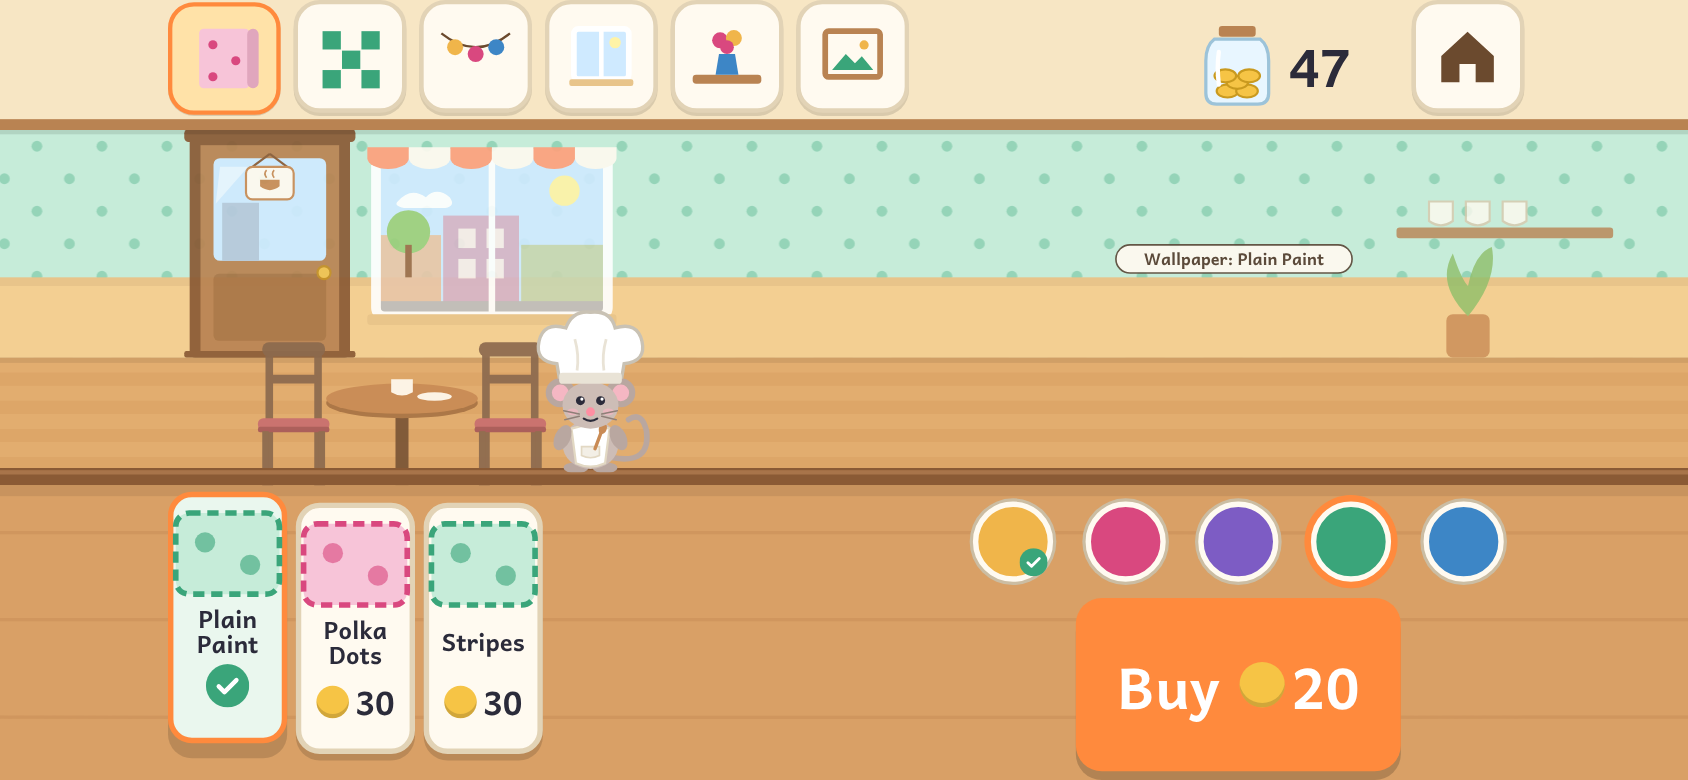 47
Wallpaper: Plain Paint
Plain
Paint
Polka
Dots
30
Stripes
30
Buy 20